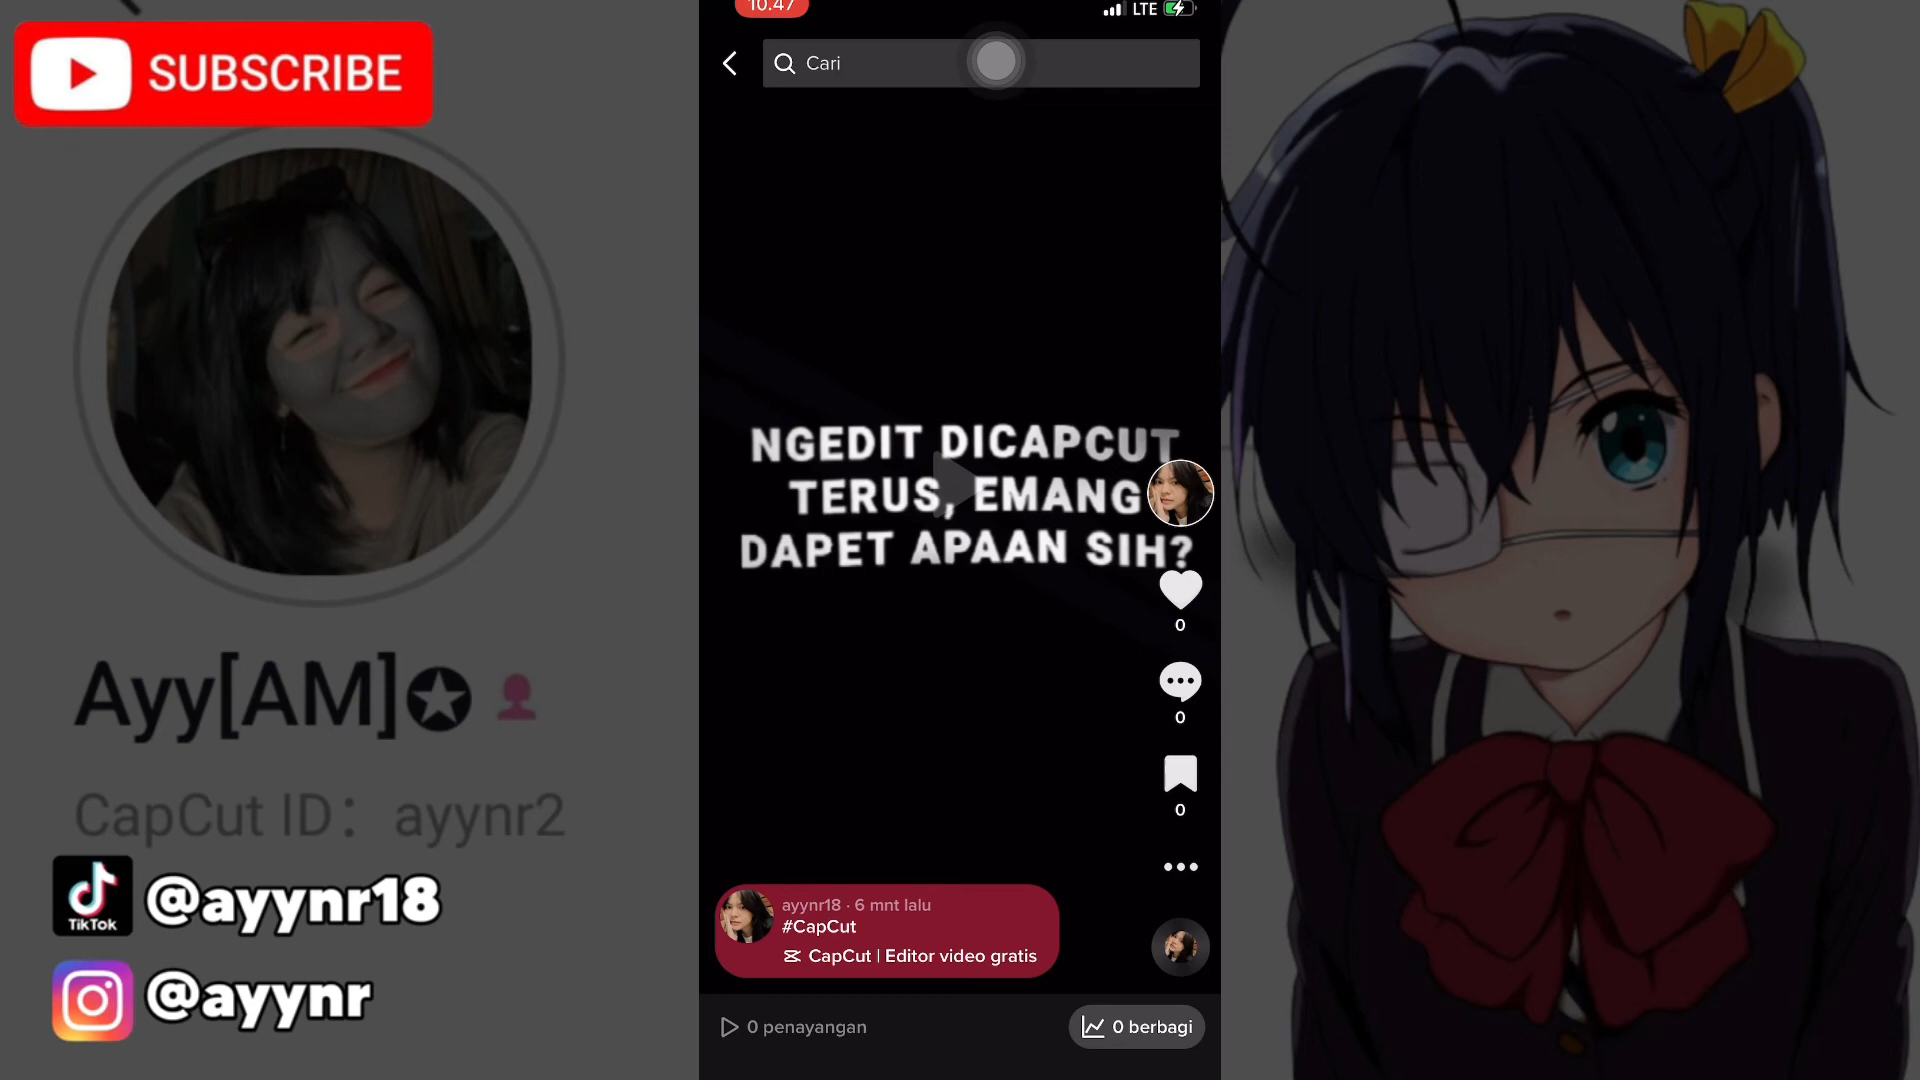 SUBSCRIBE
Ayy[AM]
CapCut ID： ayynr2
TikTok
@ayynr18
@ayynr
10.47
LTE
Cari
NGEDIT DICAPCUT
TERUS, EMANG
DAPET APAAN SIH?
0
0
0
ayynr18 · 6 mnt lalu
#CapCut
CapCut | Editor video gratis
0 penayangan
0 berbagi